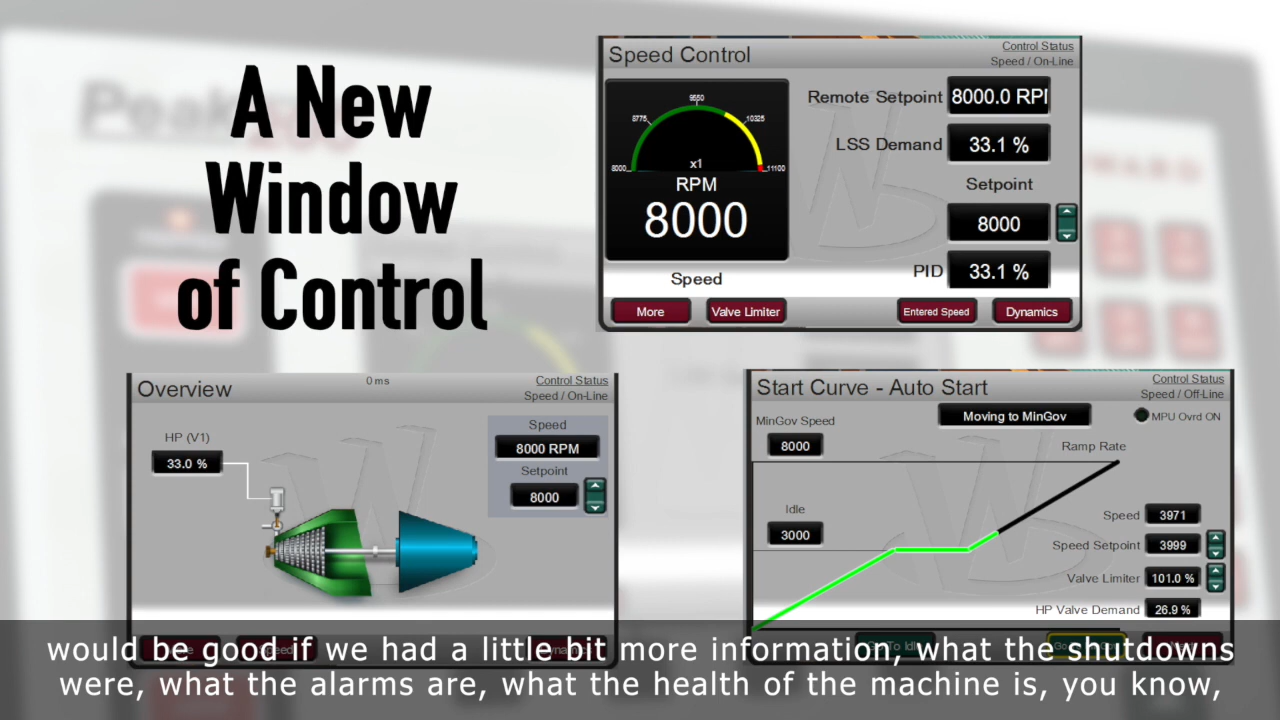 A New
Window
of Control
Speed Control
Control Status
Speed / On-Line
9550
8775
10325
8000
11100
x1
RPM
8000
Speed
Remote Setpoint 8000.0 RPI
LSS Demand 33.1 %
Setpoint
8000
PID 33.1 %
More
Valve Limiter
Entered Speed
Dynamics
Overview
0 ms
Control Status
Speed / On-Line
HP (V1)
33.0 %
Speed
8000 RPM
Setpoint
8000
Start Curve - Auto Start
Control Status
Speed / Off-Line
MinGov Speed
8000
Moving to MinGov
MPU Ovrd ON
Ramp Rate
Idle
3000
Speed 3971
Speed Setpoint 3999
Valve Limiter 101.0 %
HP Valve Demand 26.9 %
would be good if we had a little bit more information, what the shutdowns
were, what the alarms are, what the health of the machine is, you know,